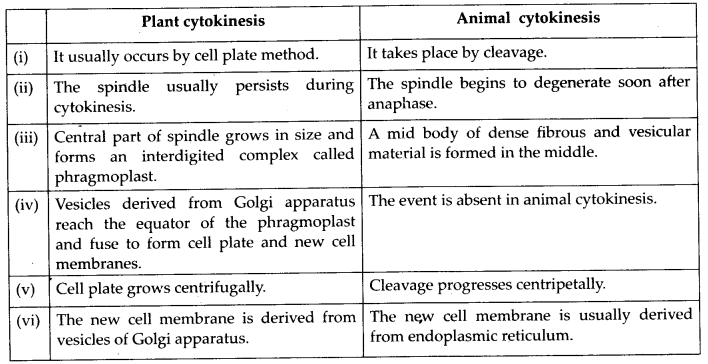 Plant cytokinesis Animal cytokinesis
(i) It usually occurs by cell plate method. It takes place by cleavage.
(ii) The spindle usually persists during The spindle begins to degenerate soon after
cytokinesis. anaphase.
(iii) Central part of spindle grows in size and A mid body of dense fibrous and vesicular
forms an interdigited complex called material is formed in the middle.
phragmoplast.
(iv) Vesicles derived from Golgi apparatus The event is absent in animal cytokinesis.
reach the equator of the phragmoplast
and fuse to form cell plate and new cell
membranes.
(v) Cell plate grows centrifugally. Cleavage progresses centripetally.
(vi) The new cell membrane is derived from The new cell membrane is usually derived
vesicles of Golgi apparatus. from endoplasmic reticulum.